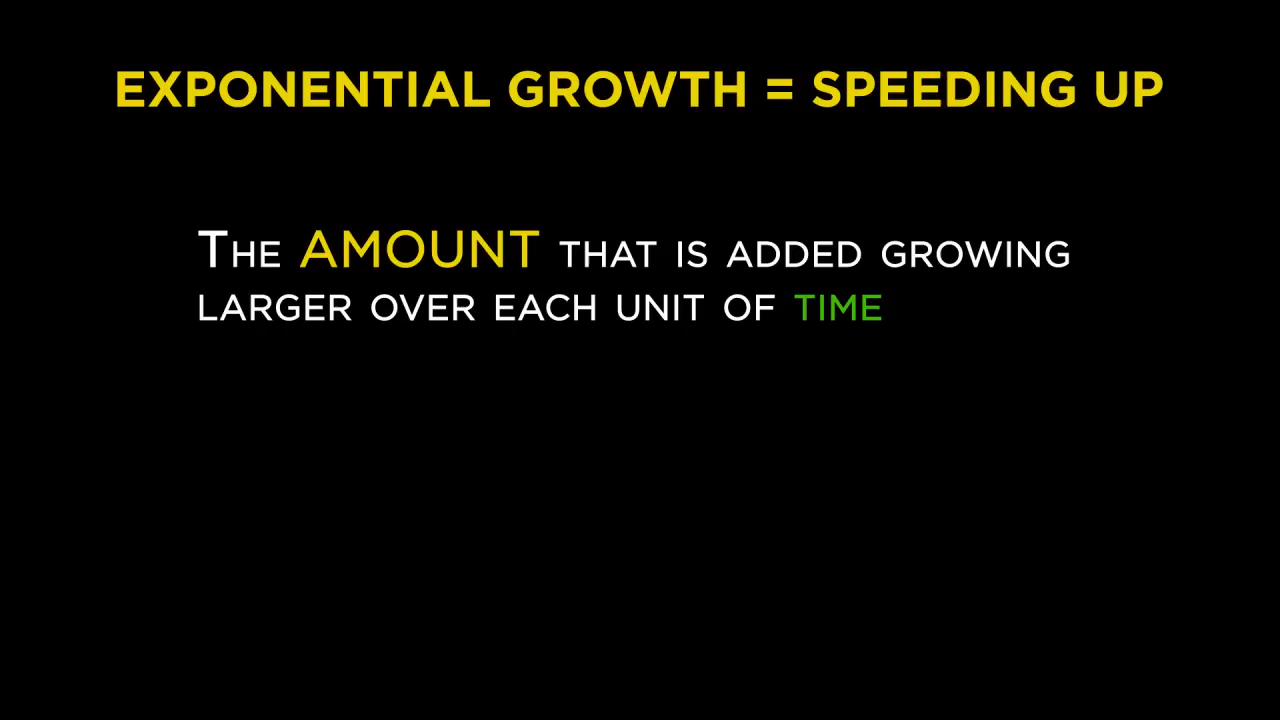 EXPONENTIAL GROWTH = SPEEDING UP
The AMOUNT that is added growing
larger over each unit of time